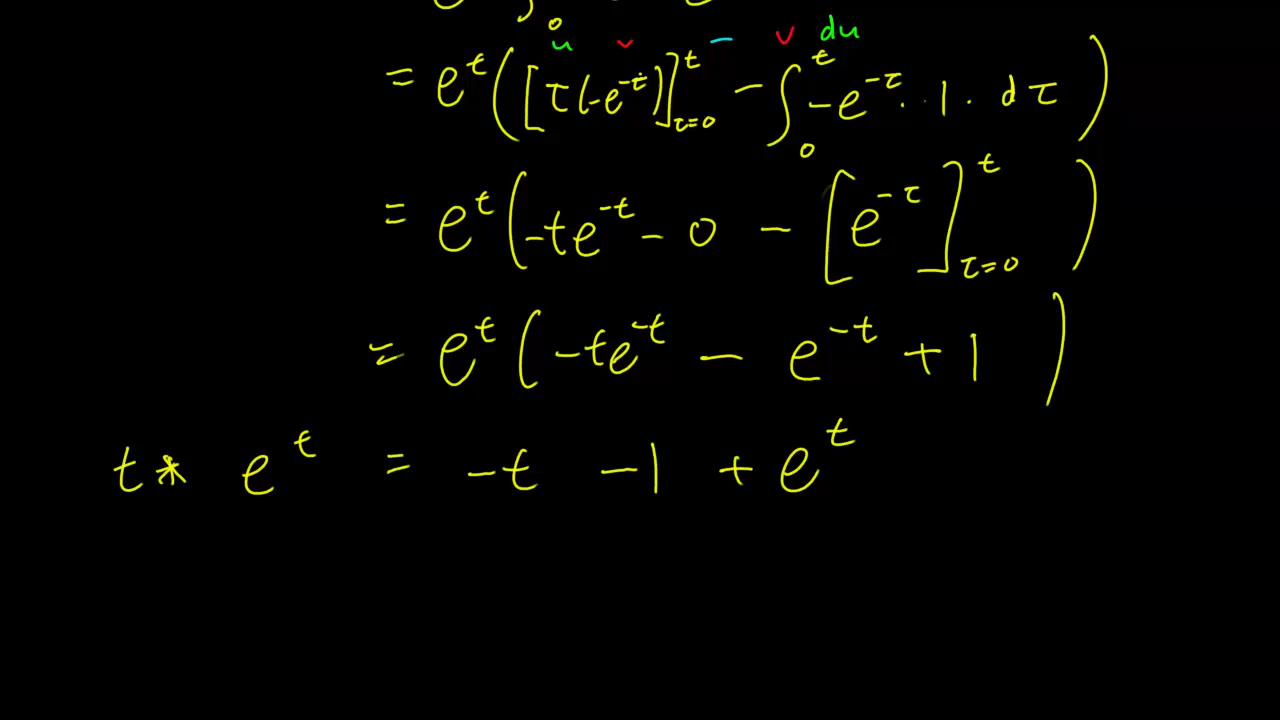 u v − v du
= e^t ( [τ(-e^{-τ})]_{τ=0}^t − ∫_0^t -e^{-τ} · 1 · dτ )
= e^t ( -te^{-t} - 0 − [e^{-τ}]_{τ=0}^t )
= e^t ( -te^{-t} − e^{-t} + 1 )
t * e^t = -t -1 + e^t